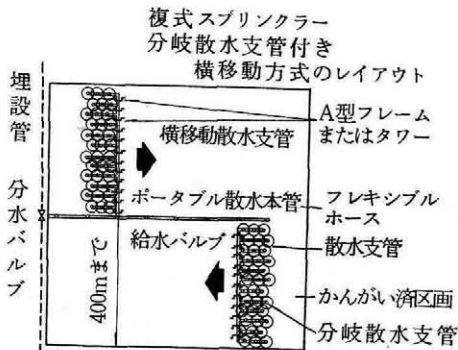 複式スプリンクラー
分岐散水支管付き
横移動方式のレイアウト
埋設管
分水バルブ
A型フレーム
またはタワー
横移動散水支管
ポータブル散水本管
フレキシブル
ホース
給水バルブ
散水支管
400mまで
かんがい済区画
分岐散水支管